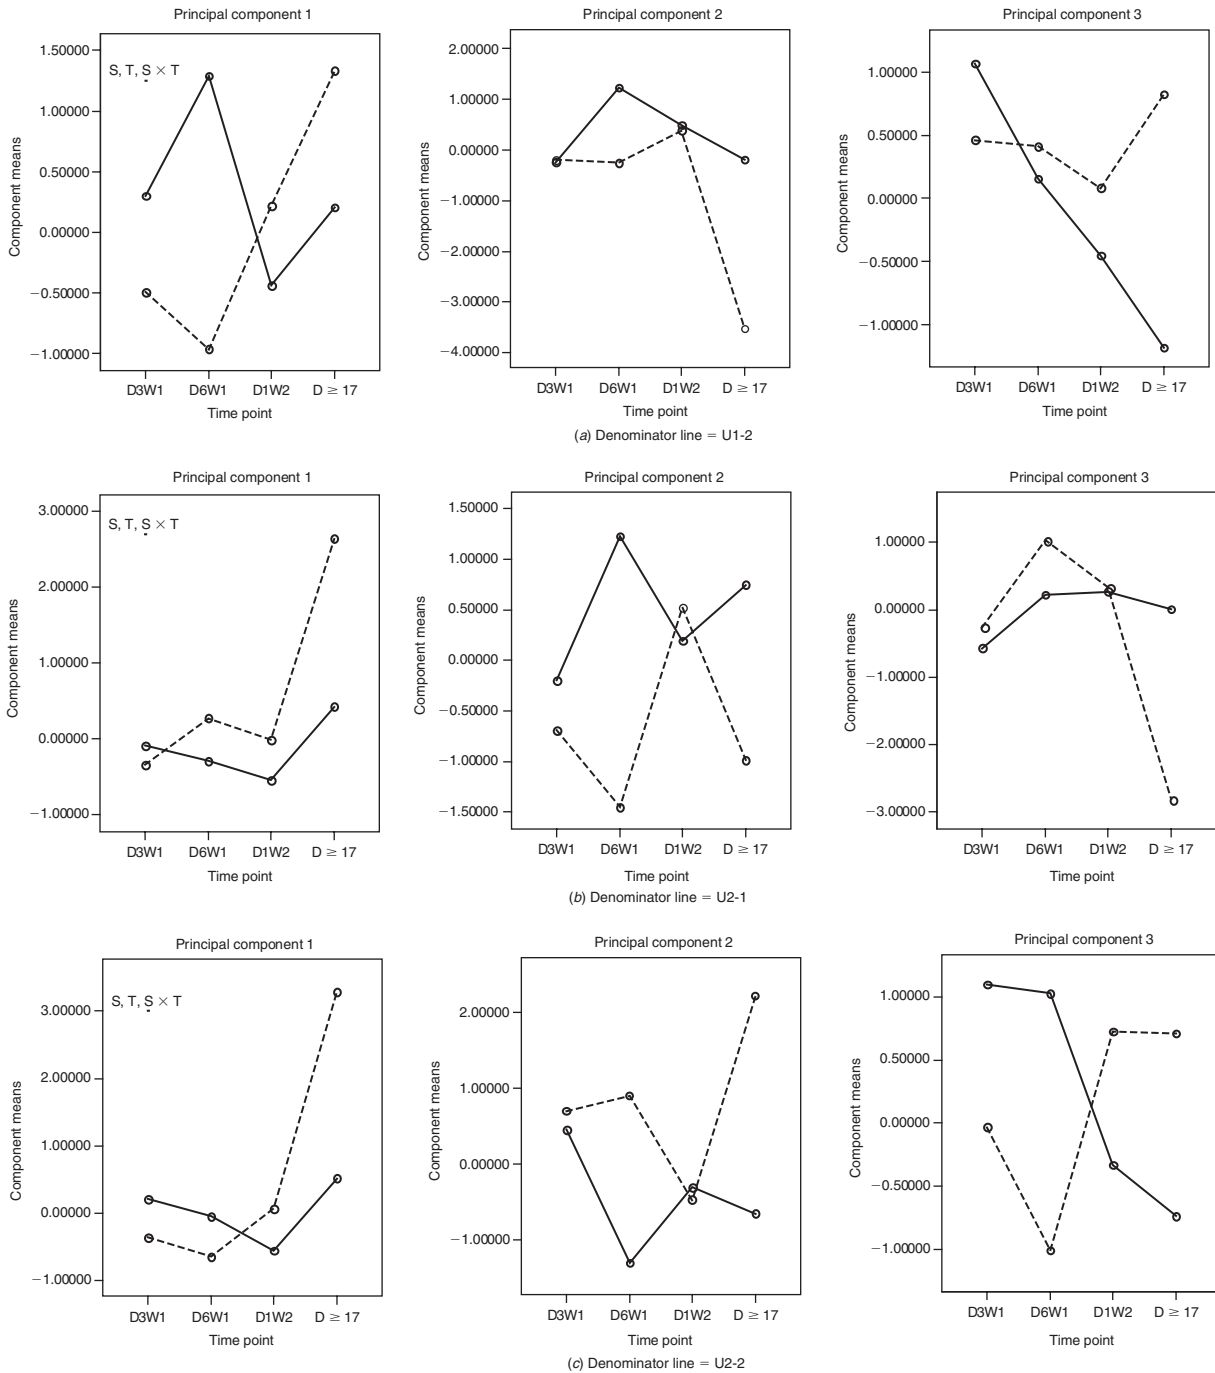 Principal component 1
1.50000
S, T, S × T
1.00000
0.50000
0.00000
−0.50000
−1.00000
Component means
D3W1 D6W1 D1W2 D ≥ 17
Time point
Principal component 2
2.00000
1.00000
0.00000
−1.00000
−2.00000
−3.00000
−4.00000
Component means
D3W1 D6W1 D1W2 D ≥ 17
Time point
Principal component 3
1.00000
0.50000
0.00000
−0.50000
−1.00000
Component means
D3W1 D6W1 D1W2 D ≥ 17
Time point
(a) Denominator line = U1-2
Principal component 1
3.00000
S, T, S × T
2.00000
1.00000
0.00000
−1.00000
Component means
D3W1 D6W1 D1W2 D ≥ 17
Time point
Principal component 2
1.50000
1.00000
0.50000
0.00000
−0.50000
−1.00000
−1.50000
Component means
D3W1 D6W1 D1W2 D ≥ 17
Time point
Principal component 3
1.00000
0.00000
−1.00000
−2.00000
−3.00000
Component means
D3W1 D6W1 D1W2 D ≥ 17
Time point
(b) Denominator line = U2-1
Principal component 1
S, T, S × T
3.00000
2.00000
1.00000
0.00000
−1.00000
Component means
D3W1 D6W1 D1W2 D ≥ 17
Time point
Principal component 2
2.00000
1.00000
0.00000
−1.00000
Component means
D3W1 D6W1 D1W2 D ≥ 17
Time point
Principal component 3
1.00000
0.50000
0.00000
−0.50000
−1.00000
Component means
D3W1 D6W1 D1W2 D ≥ 17
Time point
(c) Denominator line = U2-2